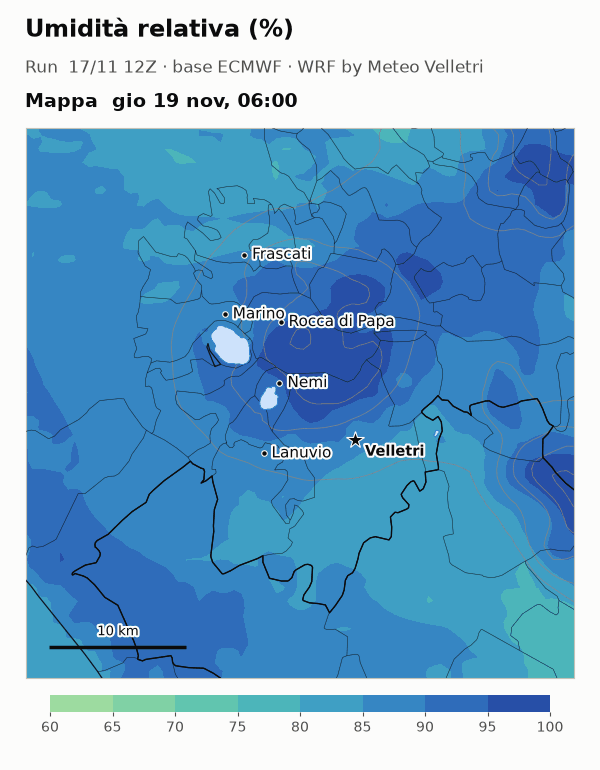 Umidità relativa (%)
Run  17/11 12Z · base ECMWF · WRF by Meteo Velletri
Mappa  gio 19 nov, 06:00
Frascati
Marino
Rocca di Papa
Nemi
Velletri
Lanuvio
10 km
60 65 70 75 80 85 90 95 100